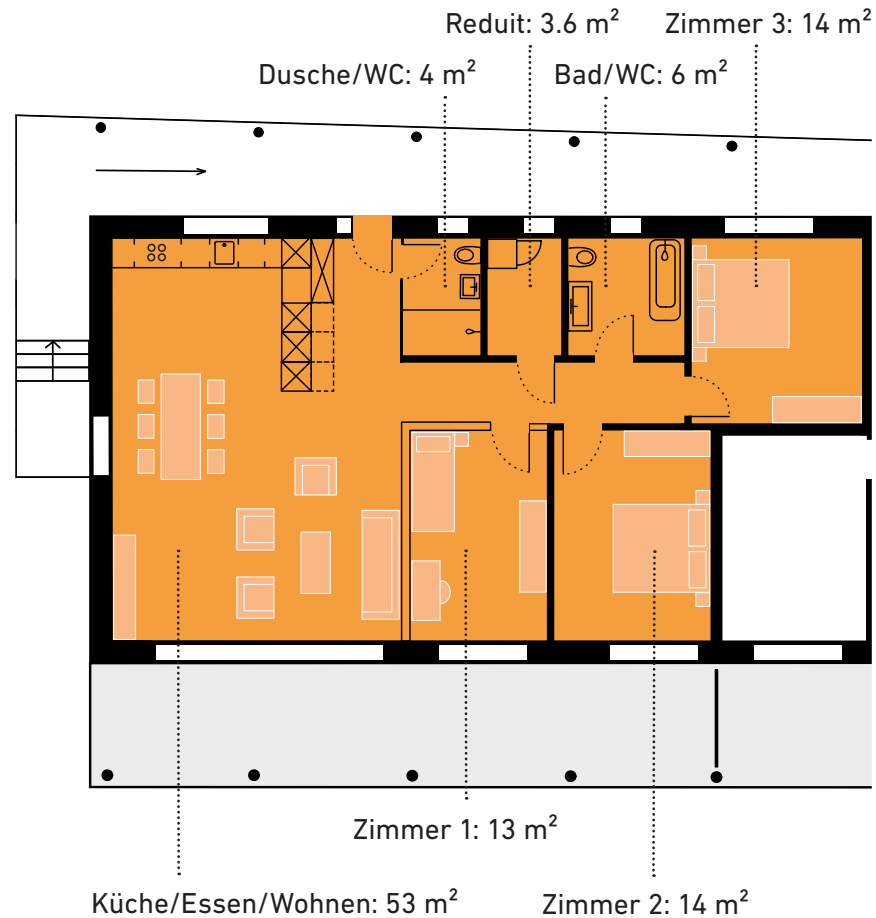 Reduit: 3.6 m²
Zimmer 3: 14 m²
Dusche/WC: 4 m²
Bad/WC: 6 m²
Zimmer 1: 13 m²
Küche/Essen/Wohnen: 53 m²
Zimmer 2: 14 m²